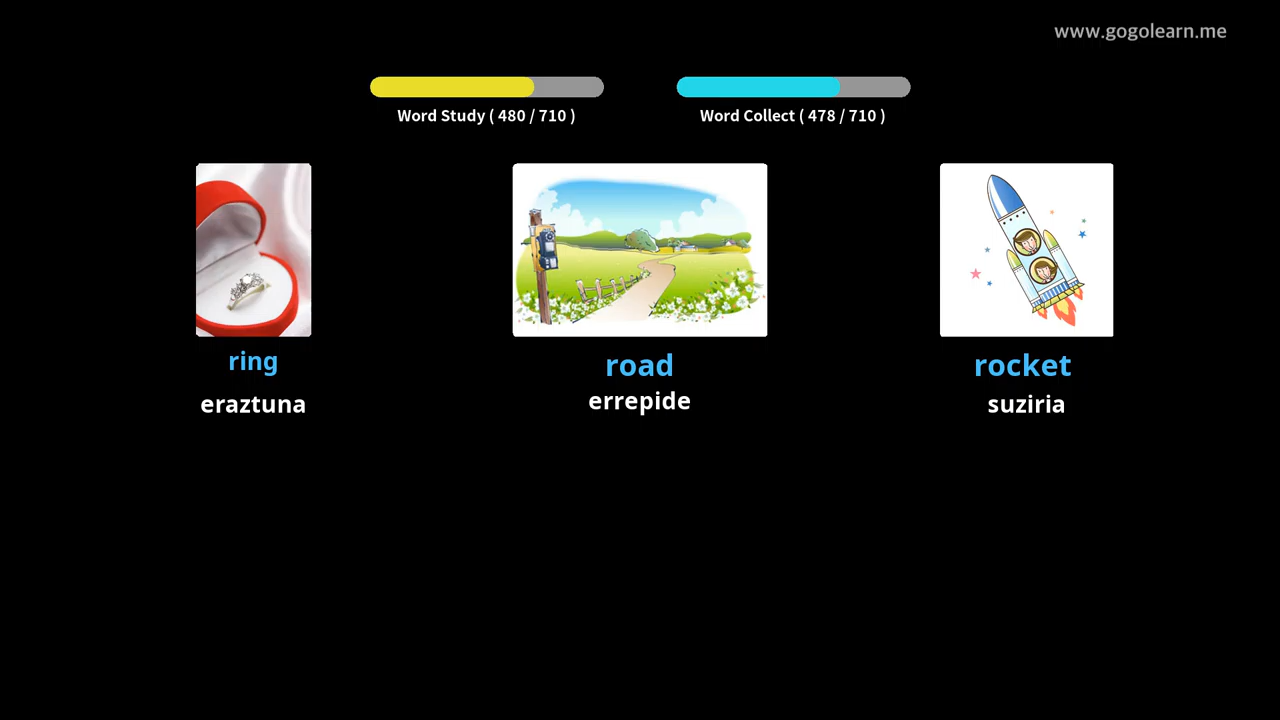 www.gogolearn.me
Word Study ( 480 / 710 )
Word Collect ( 478 / 710 )
ring
road
rocket
eraztuna
errepide
suziria